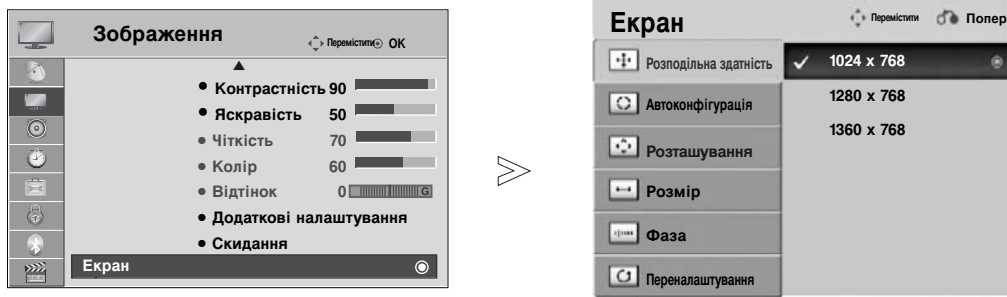 Зображення
Перемістити OK
Контрастність 90
Яскравість 50
Чіткість 70
Колір 60
Відтінок 0 G
Додаткові налаштування
Скидання
Екран
Екран
Перемістити Попер
Розподільна здатність
Автоконфігурація
Розташування
Розмір
Фаза
Переналаштування
1024 x 768
1280 x 768
1360 x 768